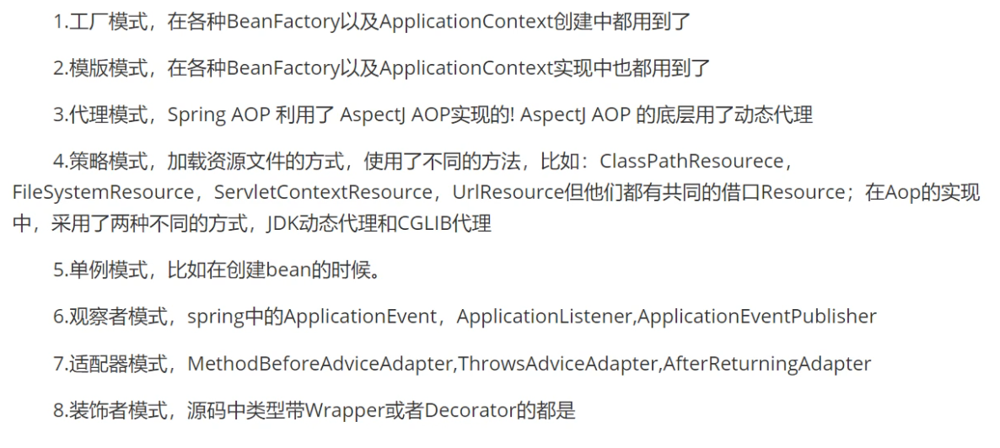 1.工厂模式，在各种BeanFactory以及ApplicationContext创建中都用到了
2.模版模式，在各种BeanFactory以及ApplicationContext实现中也都用到了
3.代理模式，Spring AOP 利用了 AspectJ AOP实现的! AspectJ AOP 的底层用了动态代理
4.策略模式，加载资源文件的方式，使用了不同的方法，比如：ClassPathResourece，
FileSystemResource，ServletContextResource，UrlResource但他们都有共同的借口Resource；在Aop的实现
中，采用了两种不同的方式，JDK动态代理和CGLIB代理
5.单例模式，比如在创建bean的时候。
6.观察者模式，spring中的ApplicationEvent，ApplicationListener,ApplicationEventPublisher
7.适配器模式，MethodBeforeAdviceAdapter,ThrowsAdviceAdapter,AfterReturningAdapter
8.装饰者模式，源码中类型带Wrapper或者Decorator的都是